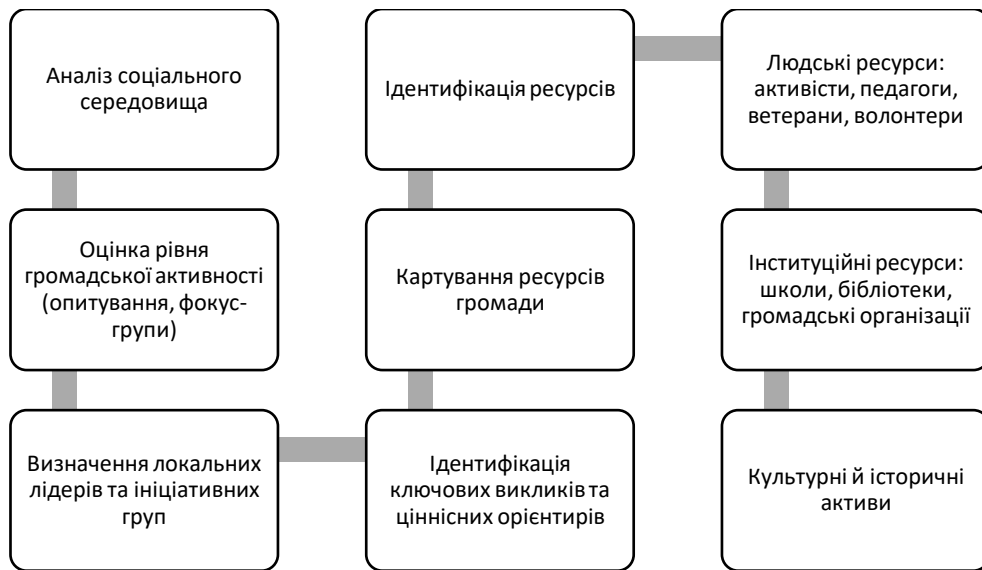 Аналіз соціального
середовища
Оцінка рівня
громадської активності
(опитування, фокус-
групи)
Визначення локальних
лідерів та ініціативних
груп
Ідентифікація
ключових викликів та
ціннісних орієнтирів
Картування ресурсів
громади
Ідентифікація ресурсів
Людські ресурси:
активісти, педагоги,
ветерани, волонтери
Інституційні ресурси:
школи, бібліотеки,
громадські організації
Культурні й історичні
активи